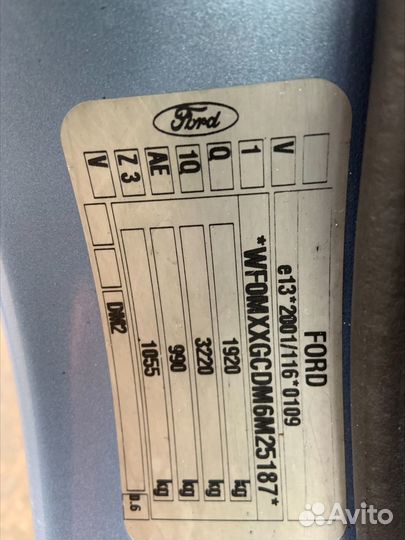 Ford
FORD
e13*2001/116*0109
*WF0MXXGCDM6M25187*
1920 kg
3220 kg
990 kg
1055 kg
DM2
V
1
Q
1Q
AE
Z 3
V
Avito